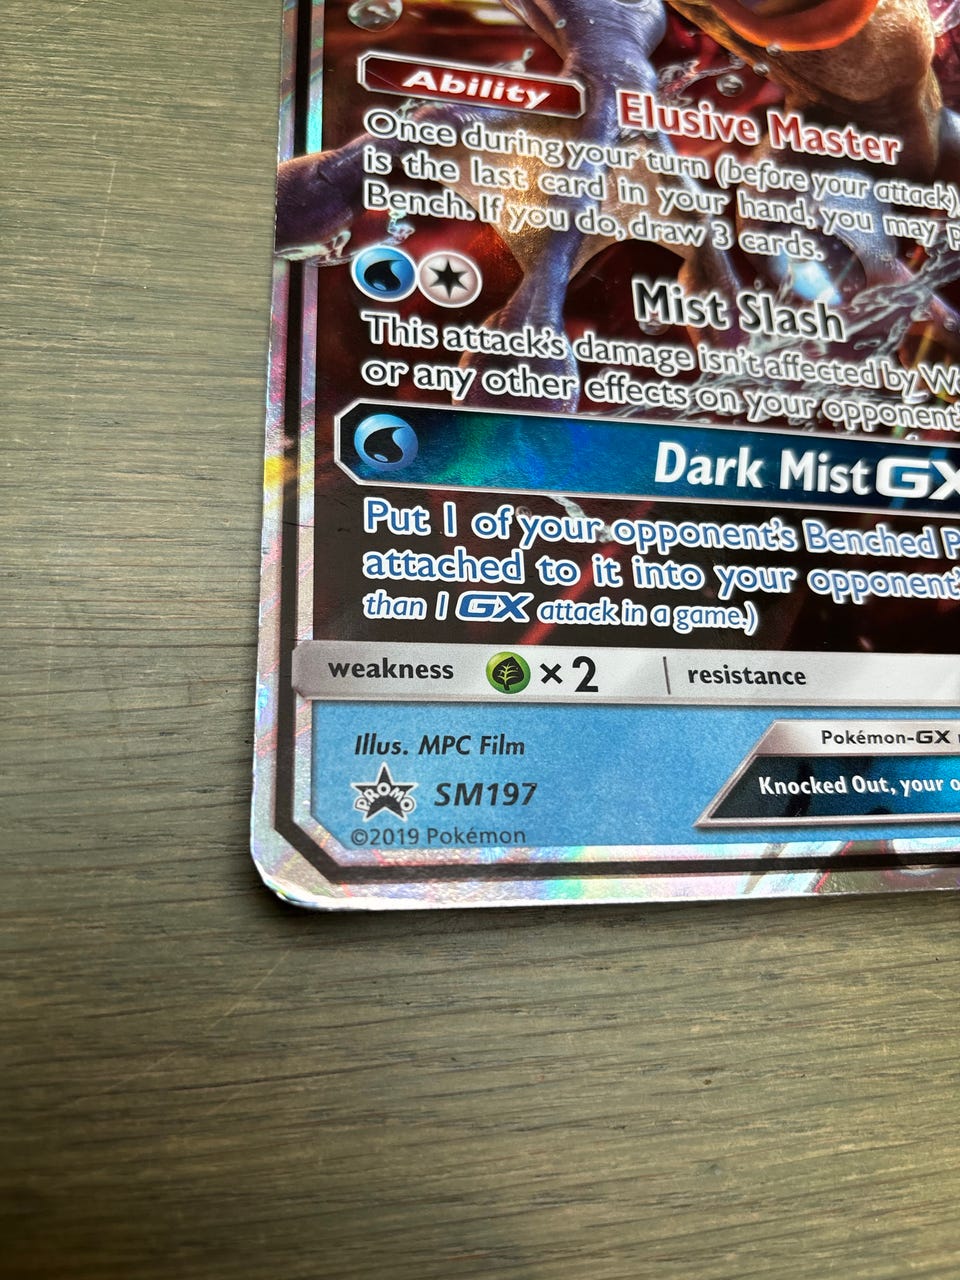 Ability Elusive Master
Once during your turn (before your attack),
is the last card in your hand, you may
Bench. If you do, draw 3 cards.
Mist Slash
This attack's damage isn't affected by
or any other effects on your opponent'
Dark Mist GX
Put 1 of your opponent's Benched P
attached to it into your opponent'
than 1 GX attack in a game.)
weakness ×2 resistance
Illus. MPC Film
Pokémon-GX
PROMO SM197
Knocked Out, your o
©2019 Pokémon